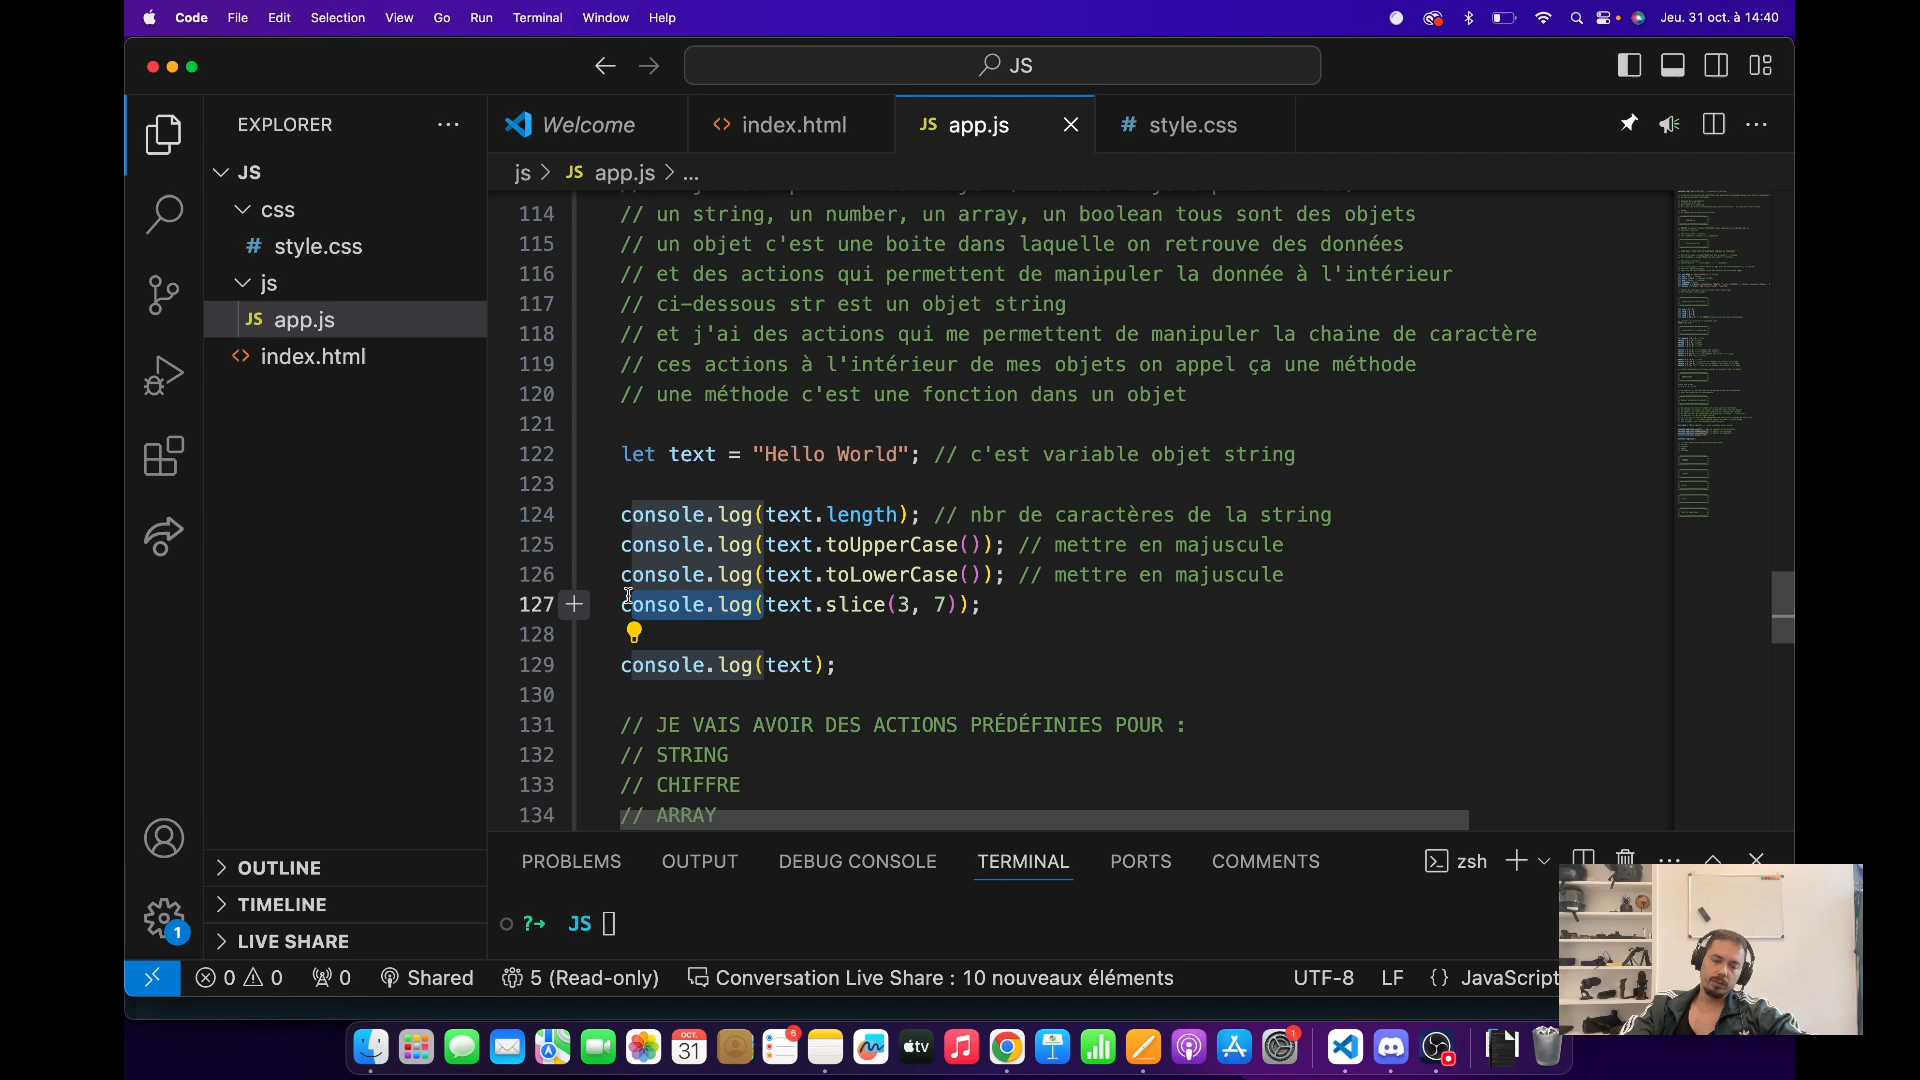 Code File Edit Selection View Go Run Terminal Window Help Jeu. 31 oct. à 14:40
JS
EXPLORER
Welcome
index.html
JS app.js
# style.css
js > JS app.js > ...
JS
css
# style.css
js
JS app.js
index.html
OUTLINE
TIMELINE
LIVE SHARE
1
114 // un string, un number, un array, un boolean tous sont des objets
115 // un objet c'est une boite dans laquelle on retrouve des données
116 // et des actions qui permettent de manipuler la donnée à l'intérieur
117 // ci-dessous str est un objet string
118 // et j'ai des actions qui me permettent de manipuler la chaine de caractère
119 // ces actions à l'intérieur de mes objets on appel ça une méthode
120 // une méthode c'est une fonction dans un objet
121
122 let text = "Hello World"; // c'est variable objet string
123
124 console.log(text.length); // nbr de caractères de la string
125 console.log(text.toUpperCase()); // mettre en majuscule
126 console.log(text.toLowerCase()); // mettre en majuscule
127 console.log(text.slice(3, 7));
128
129 console.log(text);
130
131 // JE VAIS AVOIR DES ACTIONS PRÉDÉFINIES POUR :
132 // STRING
133 // CHIFFRE
134 // ARRAY
PROBLEMS OUTPUT DEBUG CONSOLE TERMINAL PORTS COMMENTS zsh
?→ JS
0 0 0 Shared 5 (Read-only) Conversation Live Share : 10 nouveaux éléments UTF-8 LF {} JavaScript
OCT.
31
6
tv
1